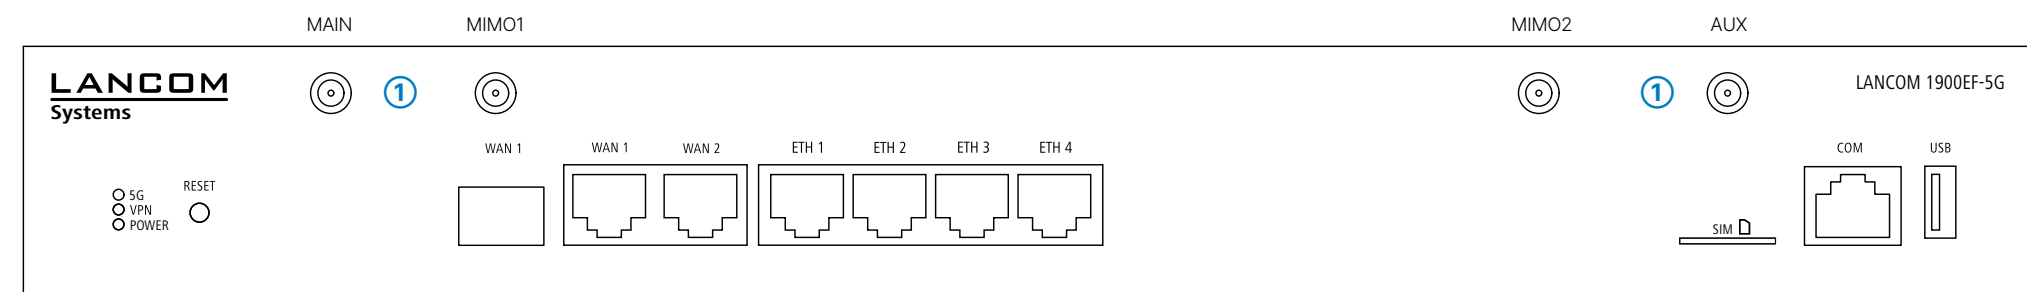 MAIN MIMO1 MIMO2 AUX
LANCOM 1 1 LANCOM 1900EF-5G
Systems
WAN 1 WAN 1 WAN 2 ETH 1 ETH 2 ETH 3 ETH 4 COM USB
RESET
5G
VPN
POWER
SIM